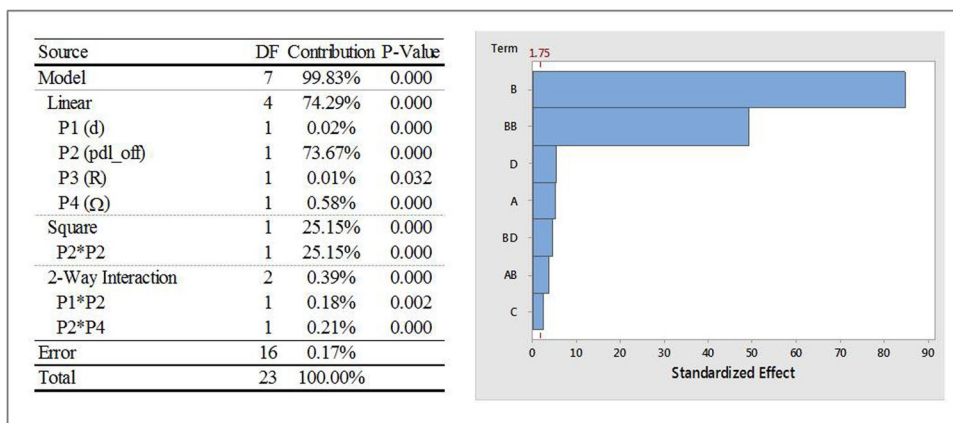 Source DF Contribution P-Value
Model 7 99.83% 0.000
Linear 4 74.29% 0.000
P1 (d) 1 0.02% 0.000
P2 (pdl_off) 1 73.67% 0.000
P3 (R) 1 0.01% 0.032
P4 (Ω) 1 0.58% 0.000
Square 1 25.15% 0.000
P2*P2 1 25.15% 0.000
2-Way Interaction 2 0.39% 0.000
P1*P2 1 0.18% 0.002
P2*P4 1 0.21% 0.000
Error 16 0.17%
Total 23 100.00%
Term 1.75
B
BB
D
A
BD
AB
C
0 10 20 30 40 50 60 70 80 90
Standardized Effect